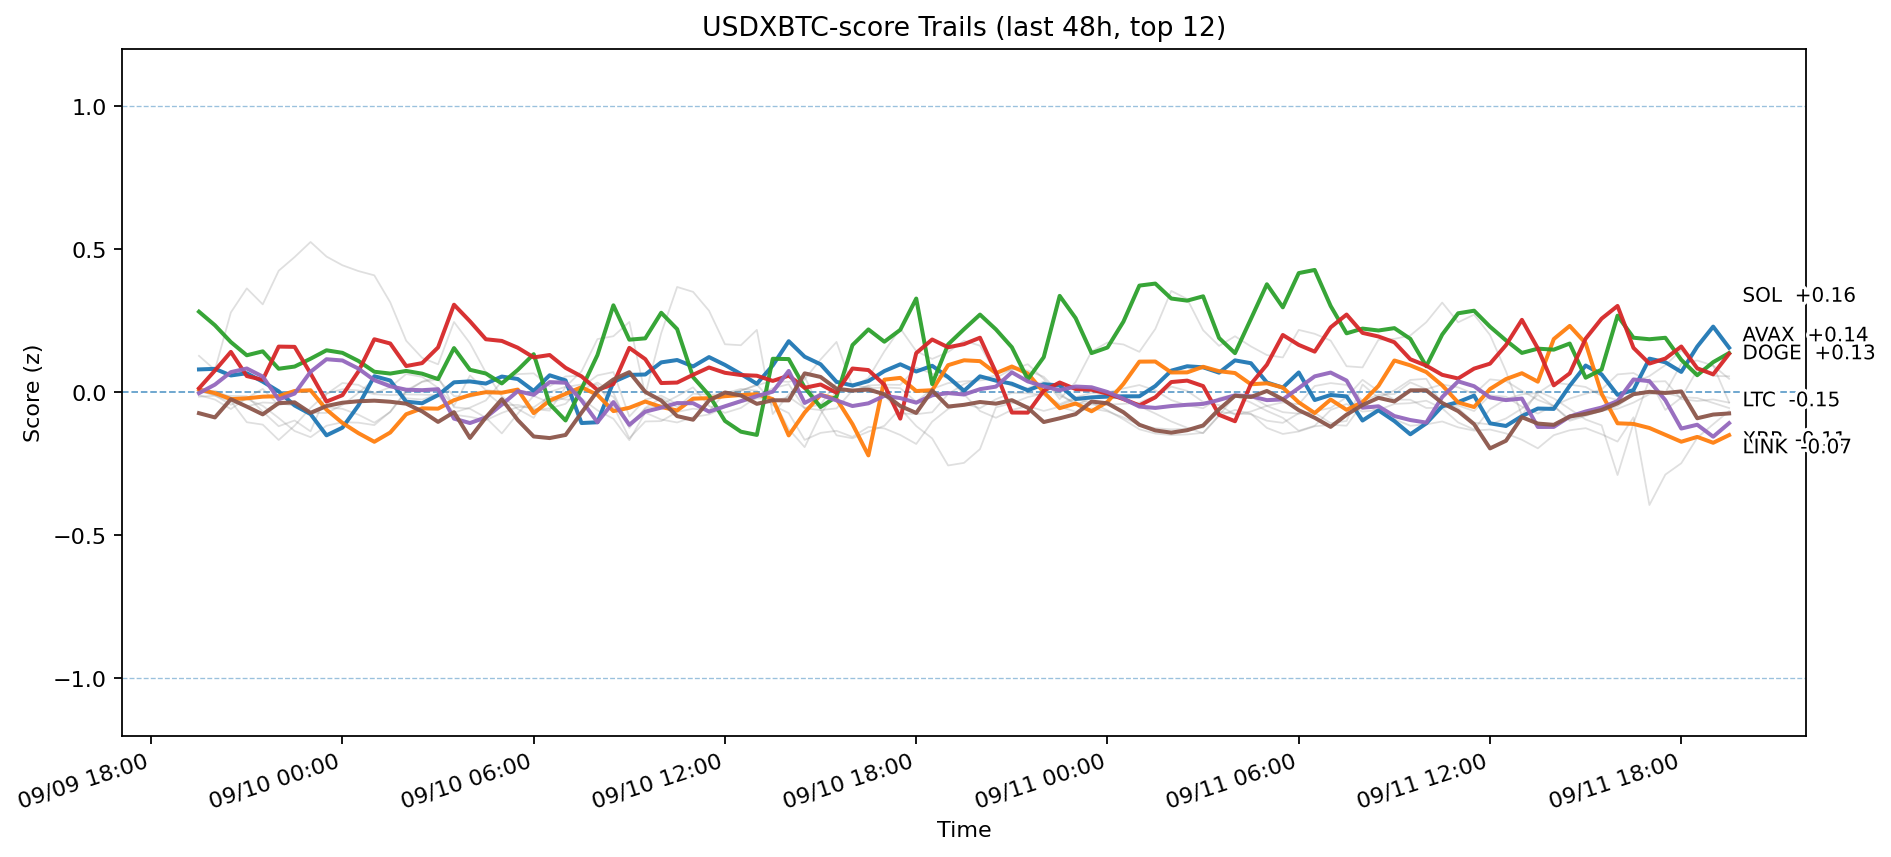 USDXBTC-score Trails (last 48h, top 12)
Score (z)
1.0
0.5
0.0
−0.5
−1.0
SOL +0.16
AVAX +0.14
DOGE +0.13
LTC -0.15
LINK -0.07
09/09 18:00
09/10 00:00
09/10 06:00
09/10 12:00
09/10 18:00
09/11 00:00
09/11 06:00
09/11 12:00
09/11 18:00
Time